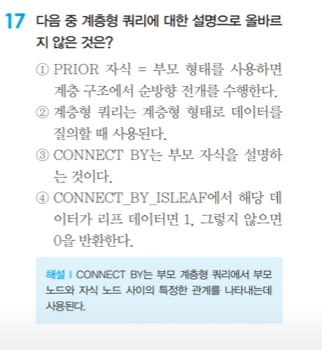 17 다음 중 계층형 쿼리에 대한 설명으로 올바르
지 않은 것은?
① PRIOR 자식 = 부모 형태를 사용하면
계층 구조에서 순방향 전개를 수행한다.
② 계층형 쿼리는 계층형 형태로 데이터를
질의할 때 사용된다.
③ CONNECT BY는 부모 자식을 설명하
는 것이다.
④ CONNECT_BY_ISLEAF에서 해당 데
이터가 리프 데이터면 1, 그렇지 않으면
0을 반환한다.
해설 | CONNECT BY는 부모 계층형 쿼리에서 부모
노드와 자식 노드 사이의 특정한 관계를 나타내는데
사용된다.